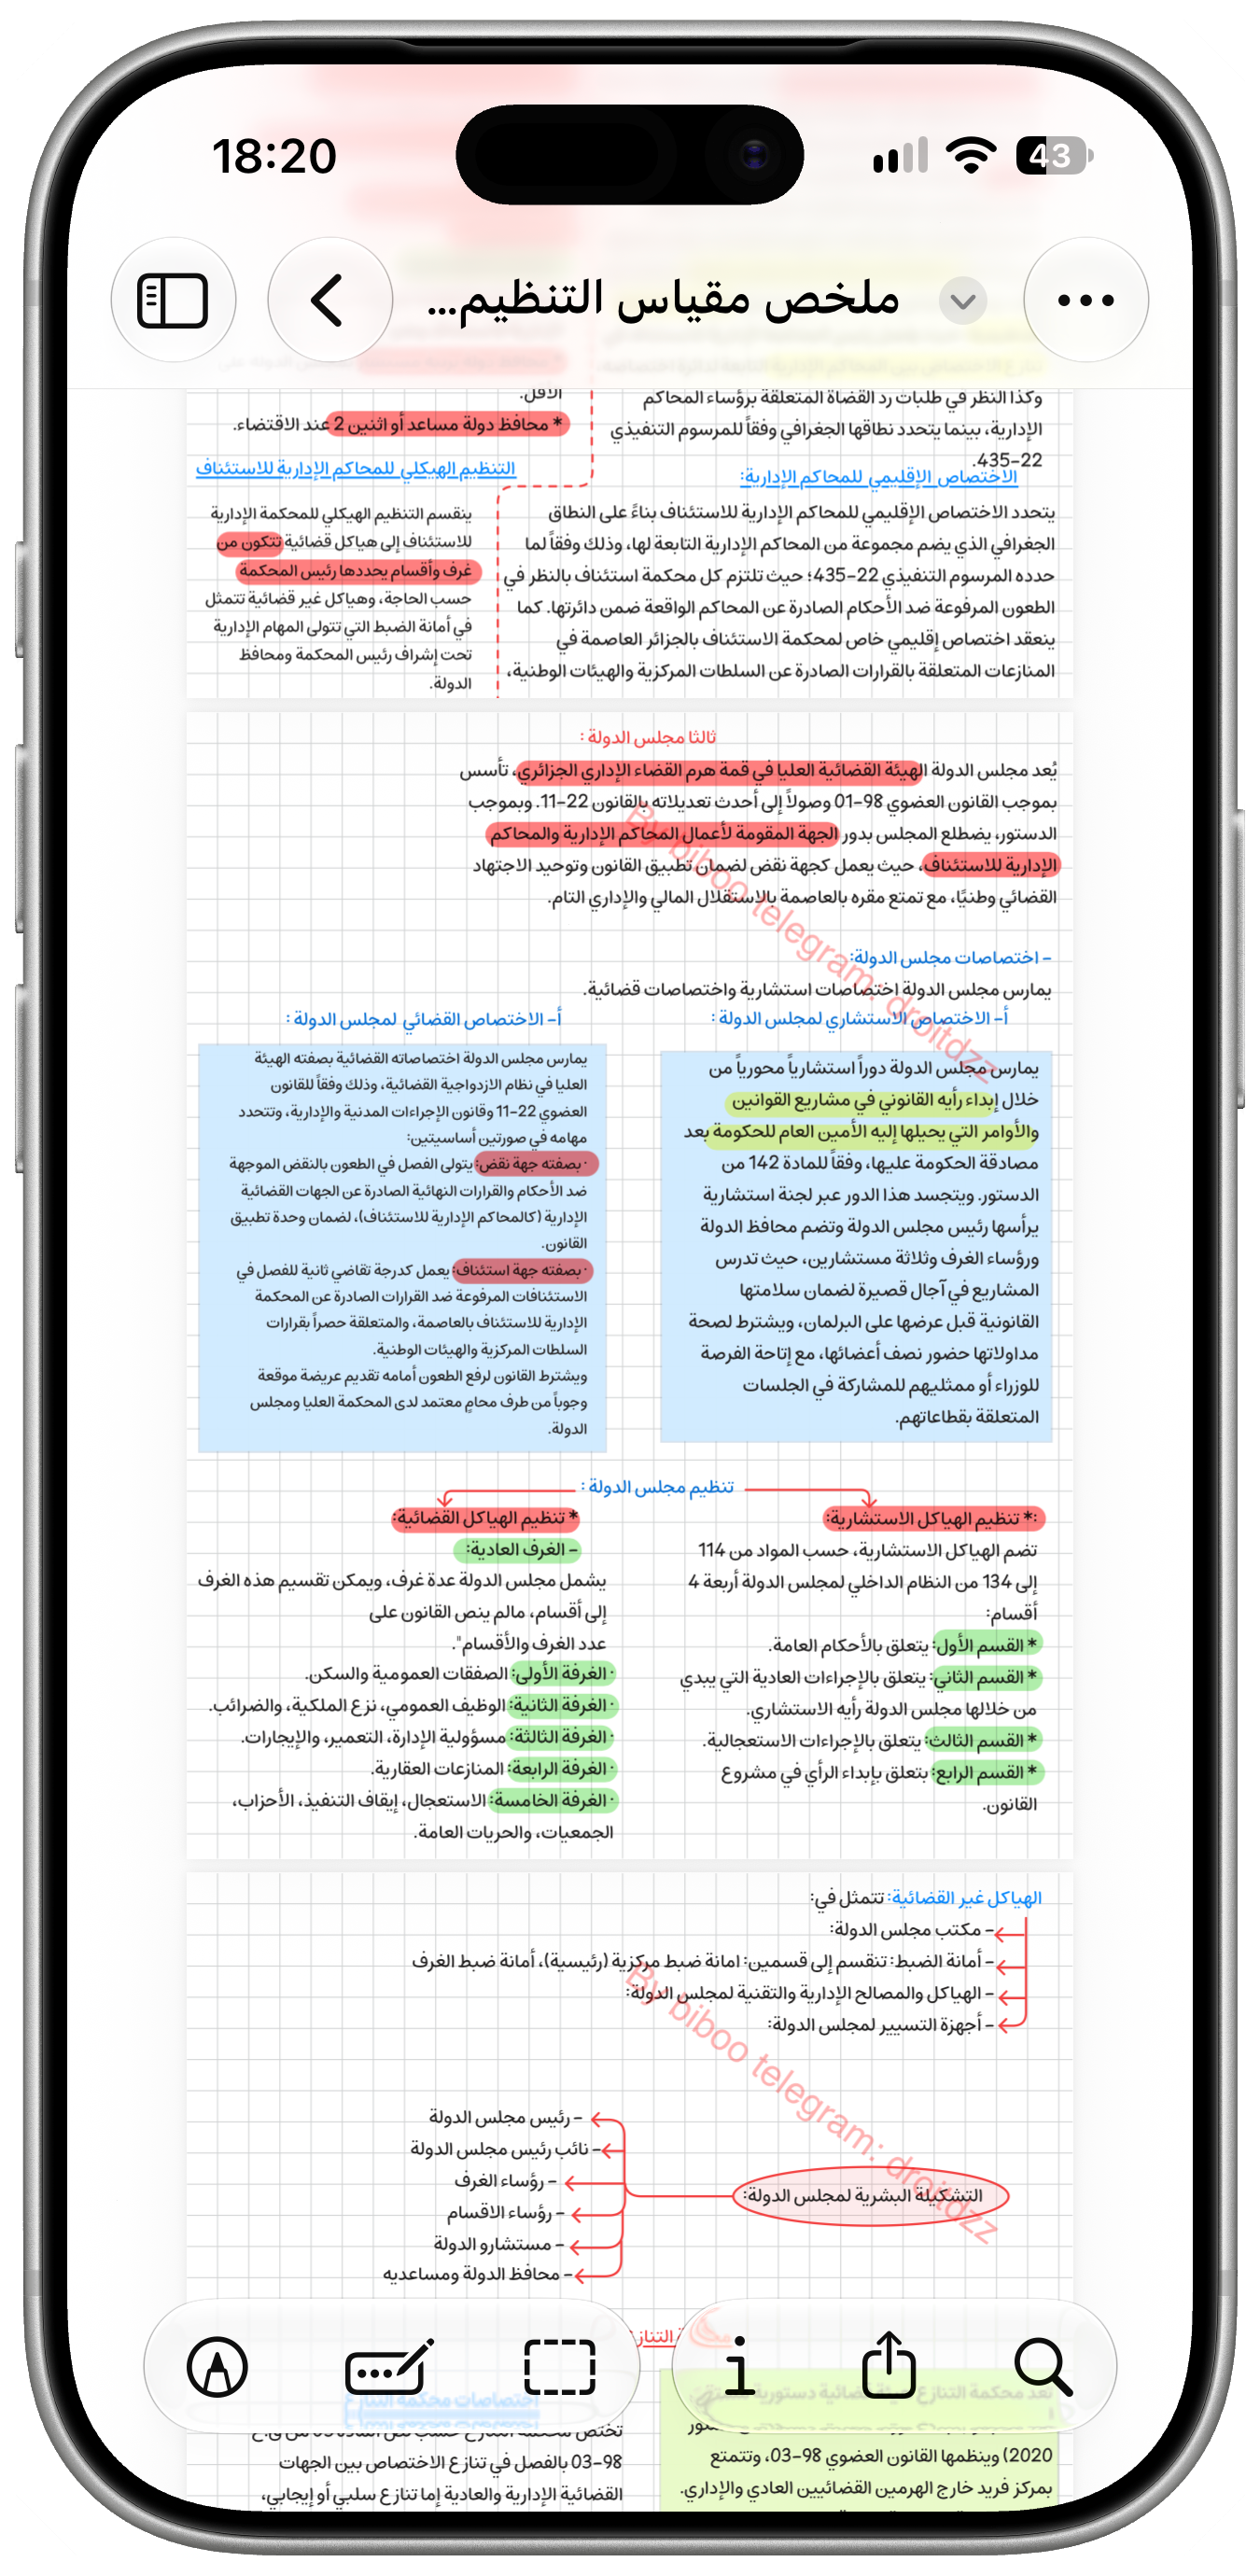 18:20
43
ملخص مقياس التنظيم...
وكذا النظر في طلبات رد القضاة المتعلقة برؤساء المحاكم
الإدارية، بينما يتحدد نطاقها الجغرافي وفقاً للمرسوم التنفيذي
22-435.
الاختصاص الإقليمي للمحاكم الإدارية:
يتحدد الاختصاص الإقليمي للمحاكم الإدارية للاستئناف بناءً على النطاق
الجغرافي الذي يضم مجموعة من المحاكم الإدارية التابعة لها، وذلك وفقاً لما
حدده المرسوم التنفيذي 22-435؛ حيث تلتزم كل محكمة استئناف بالنظر في
الطعون المرفوعة ضد الأحكام الصادرة عن المحاكم الواقعة ضمن دائرتها. كما
ينعقد اختصاص إقليمي خاص لمحكمة الاستئناف بالجزائر العاصمة في
المنازعات المتعلقة بالقرارات الصادرة عن السلطات المركزية والهيئات الوطنية،
الأقل.
* محافظ دولة مساعد أو اثنين 2 عند الاقتضاء.
التنظيم الهيكلي للمحاكم الإدارية للاستئناف
ينقسم التنظيم الهيكلي للمحكمة الإدارية
للاستئناف إلى هياكل قضائية تتكون من
غرف وأقسام يحددها رئيس المحكمة
حسب الحاجة، وهياكل غير قضائية تتمثل
في أمانة الضبط التي تتولى المهام الإدارية
تحت إشراف رئيس المحكمة ومحافظ
الدولة.
ثالثا مجلس الدولة :
يُعد مجلس الدولة الهيئة القضائية العليا في قمة هرم القضاء الإداري الجزائري، تأسس
بموجب القانون العضوي 98-01 وصولاً إلى أحدث تعديلاته بالقانون 22-11. وبموجب
الدستور، يضطلع المجلس بدور الجهة المقومة لأعمال المحاكم الإدارية والمحاكم
الإدارية للاستئناف، حيث يعمل كجهة نقض لضمان تطبيق القانون وتوحيد الاجتهاد
القضائي وطنيًا، مع تمتع مقره بالعاصمة بالاستقلال المالي والإداري التام.
By biboo telegram: droitdzz
- اختصاصات مجلس الدولة:
يمارس مجلس الدولة اختصاصات استشارية واختصاصات قضائية.
أ- الاختصاص الاستشاري لمجلس الدولة :
يمارس مجلس الدولة دوراً استشارياً محورياً من
خلال إبداء رأيه القانوني في مشاريع القوانين
والأوامر التي يحيلها إليه الأمين العام للحكومة بعد
مصادقة الحكومة عليها، وفقاً للمادة 142 من
الدستور. ويتجسد هذا الدور عبر لجنة استشارية
يرأسها رئيس مجلس الدولة وتضم محافظ الدولة
ورؤساء الغرف وثلاثة مستشارين، حيث تدرس
المشاريع في آجال قصيرة لضمان سلامتها
القانونية قبل عرضها على البرلمان، ويشترط لصحة
مداولاتها حضور نصف أعضائها، مع إتاحة الفرصة
للوزراء أو ممثليهم للمشاركة في الجلسات
المتعلقة بقطاعاتهم.
أ- الاختصاص القضائي لمجلس الدولة :
يمارس مجلس الدولة اختصاصاته القضائية بصفته الهيئة
العليا في نظام الازدواجية القضائية، وذلك وفقاً للقانون
العضوي 22-11 وقانون الإجراءات المدنية والإدارية، وتتحدد
مهامه في صورتين أساسيتين:
· بصفته جهة نقض: يتولى الفصل في الطعون بالنقض الموجهة
ضد الأحكام والقرارات النهائية الصادرة عن الجهات القضائية
الإدارية (كالمحاكم الإدارية للاستئناف)، لضمان وحدة تطبيق
القانون.
· بصفته جهة استئناف: يعمل كدرجة تقاضي ثانية للفصل في
الاستئنافات المرفوعة ضد القرارات الصادرة عن المحكمة
الإدارية للاستئناف بالعاصمة، والمتعلقة حصراً بقرارات
السلطات المركزية والهيئات الوطنية.
ويشترط القانون لرفع الطعون أمامه تقديم عريضة موقعة
وجوباً من طرف محامٍ معتمد لدى المحكمة العليا ومجلس
الدولة.
تنظيم مجلس الدولة :
:* تنظيم الهياكل الاستشارية:
تضم الهياكل الاستشارية، حسب المواد من 114
إلى 134 من النظام الداخلي لمجلس الدولة أربعة 4
أقسام:
* القسم الأول: يتعلق بالأحكام العامة.
* القسم الثاني: يتعلق بالإجراءات العادية التي يبدي
من خلالها مجلس الدولة رأيه الاستشاري.
* القسم الثالث: يتعلق بالإجراءات الاستعجالية.
* القسم الرابع: بتعلق بإبداء الرأي في مشروع
القانون.
* تنظيم الهياكل القضائية:
- الغرف العادية:
يشمل مجلس الدولة عدة غرف، ويمكن تقسيم هذه الغرف
إلى أقسام، مالم ينص القانون على
عدد الغرف والأقسام".
· الغرفة الأولى: الصفقات العمومية والسكن.
· الغرفة الثانية: الوظيف العمومي، نزع الملكية، والضرائب.
· الغرفة الثالثة: مسؤولية الإدارة، التعمير، والإيجارات.
· الغرفة الرابعة: المنازعات العقارية.
· الغرفة الخامسة: الاستعجال، إيقاف التنفيذ، الأحزاب،
الجمعيات، والحريات العامة.
الهياكل غير القضائية: تتمثل في:
- مكتب مجلس الدولة:
- أمانة الضبط: تنقسم إلى قسمين: امانة ضبط مركزية (رئيسية)، أمانة ضبط الغرف
- الهياكل والمصالح الإدارية والتقنية لمجلس الدولة:
- أجهزة التسيير لمجلس الدولة:
By biboo telegram: droitdzz
التشكيلة البشرية لمجلس الدولة:
- رئيس مجلس الدولة
- نائب رئيس مجلس الدولة
- رؤساء الغرف
- رؤساء الاقسام
- مستشارو الدولة
- محافظ الدولة ومساعديه
2020) وينظمها القانون العضوي 98-03، وتتمتع
بمركز فريد خارج الهرمين القضائيين العادي والإداري.
اختصاصات محكمة التنازع
98-03 بالفصل في تنازع الاختصاص بين الجهات
القضائية الإدارية والعادية إما تنازع سلبي أو إيجابي،